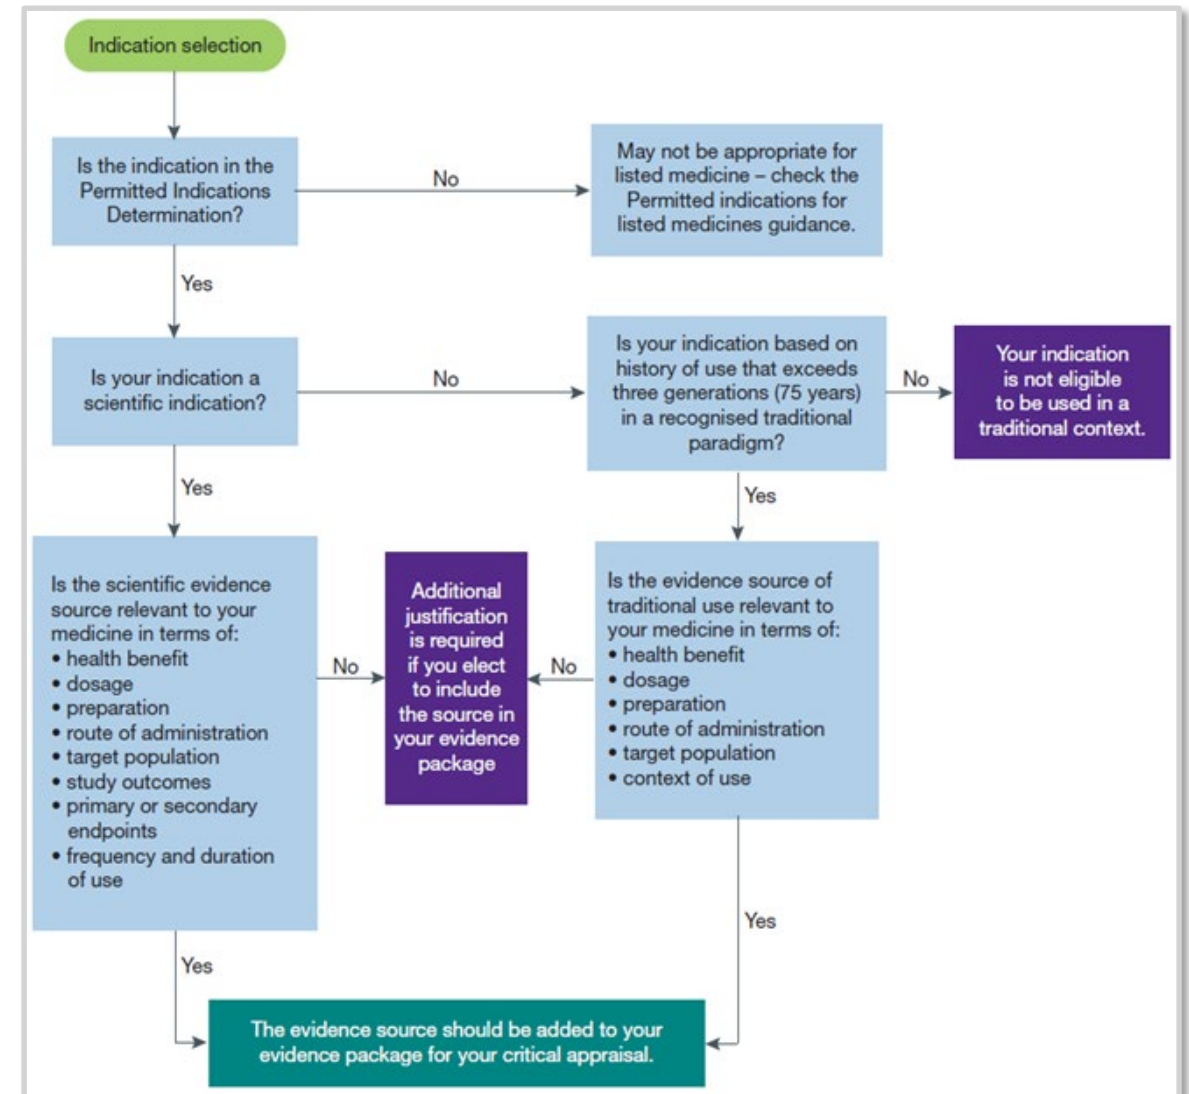 Indication selection
Is the indication in the
Permitted Indications
Determination?
No
May not be appropriate for
listed medicine – check the
Permitted indications for
listed medicines guidance.
Yes
Is your indication a
scientific indication?
No
Is your indication based on
history of use that exceeds
three generations (75 years)
in a recognised traditional
paradigm?
No
Your indication
is not eligible
to be used in a
traditional context.
Yes
Yes
Is the scientific evidence
source relevant to your
medicine in terms of:
• health benefit
• dosage
• preparation
• route of administration
• target population
• study outcomes
• primary or secondary
endpoints
• frequency and duration
of use
No
Additional
justification
is required
if you elect
to include
the source in
your evidence
package
No
Is the evidence source of
traditional use relevant to
your medicine in terms of:
• health benefit
• dosage
• preparation
• route of administration
• target population
• context of use
Yes
Yes
The evidence source should be added to your
evidence package for your critical appraisal.